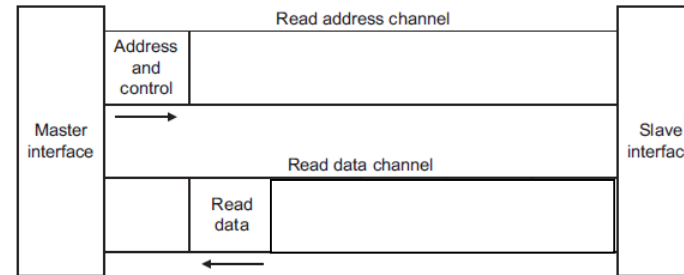 Read address channel
Address
and
control
Master
interface
Slave
interfac
Read data channel
Read
data